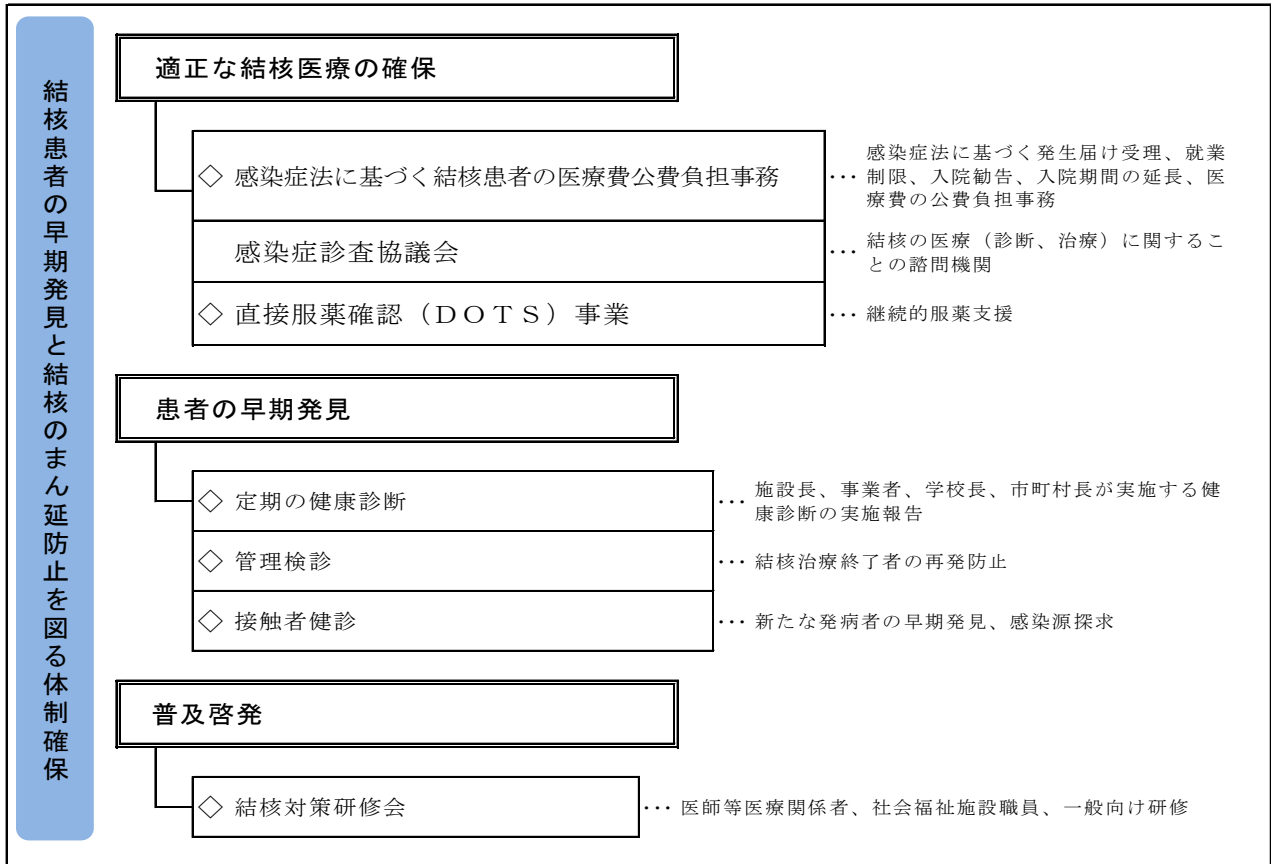 結核患者の早期発見と結核のまん延防止を図る体制確保
適正な結核医療の確保
◇ 感染症法に基づく結核患者の医療費公費負担事務
… 感染症法に基づく発生届け受理、就業
制限、入院勧告、入院期間の延長、医
療費の公費負担事務
感染症診査協議会
… 結核の医療（診断、治療）に関するこ
との諮問機関
◇ 直接服薬確認（ＤＯＴＳ）事業
… 継続的服薬支援
患者の早期発見
◇ 定期の健康診断
… 施設長、事業者、学校長、市町村長が実施する健
康診断の実施報告
◇ 管理検診
… 結核治療終了者の再発防止
◇ 接触者健診
… 新たな発病者の早期発見、感染源探求
普及啓発
◇ 結核対策研修会
… 医師等医療関係者、社会福祉施設職員、一般向け研修